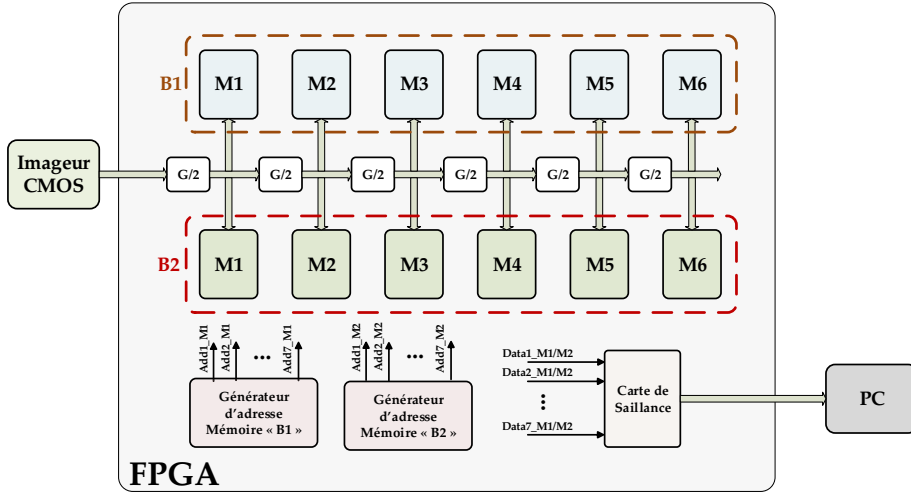 B1
M1
M2
M3
M4
M5
M6
Imageur
CMOS
G/2
G/2
G/2
G/2
G/2
G/2
B2
M1
M2
M3
M4
M5
M6
Add1_M1
Add2_M1
...
Add7_M1
Add1_M2
Add2_M2
...
Add7_M2
Générateur
d'adresse
Mémoire « B1 »
Générateur
d'adresse
Mémoire « B2 »
Data1_M1/M2
Data2_M1/M2
Data7_M1/M2
Carte de
Saillance
PC
FPGA